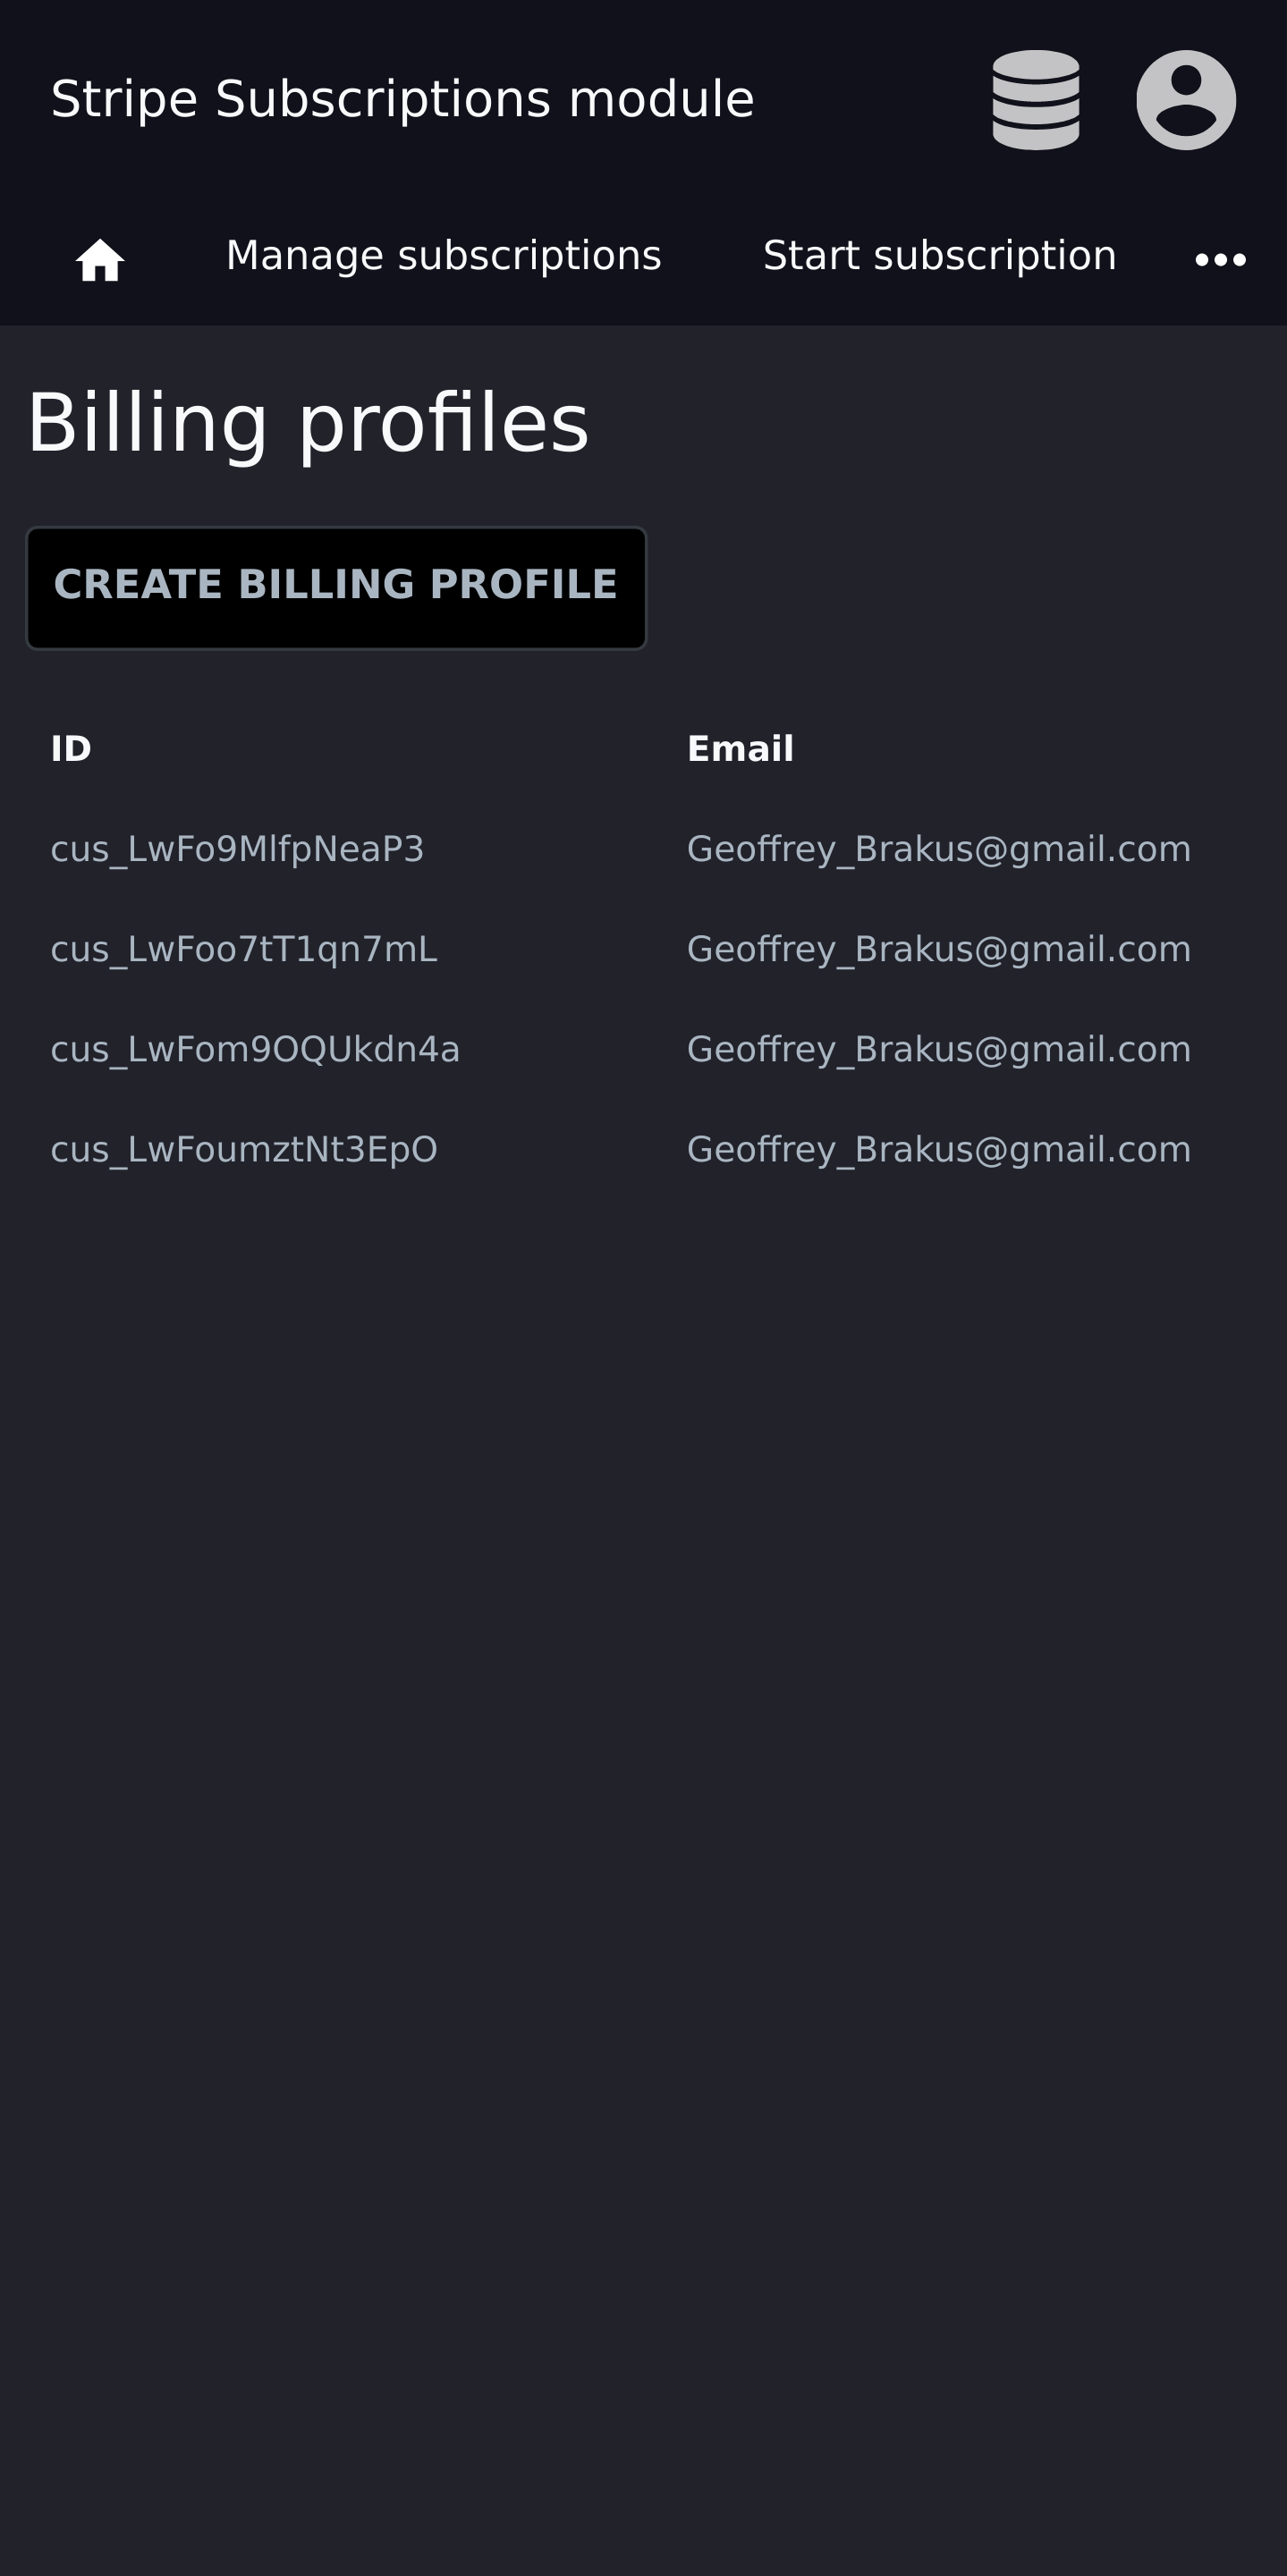 Stripe Subscriptions module
Manage subscriptions Start subscription
Billing profiles
CREATE BILLING PROFILE
ID Email
cus_LwFo9MlfpNeaP3 Geoffrey_Brakus@gmail.com
cus_LwFoo7tT1qn7mL Geoffrey_Brakus@gmail.com
cus_LwFom9OQUkdn4a Geoffrey_Brakus@gmail.com
cus_LwFoumztNt3EpO Geoffrey_Brakus@gmail.com